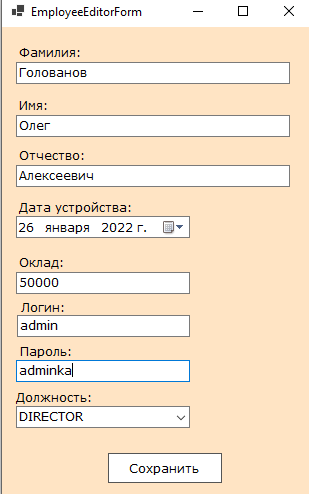 EmployeeEditorForm
Фамилия:
Голованов
Имя:
Олег
Отчество:
Алексеевич
Дата устройства:
26 января 2022 г.
Оклад:
50000
Логин:
admin
Пароль:
adminka
Должность:
DIRECTOR
Сохранить